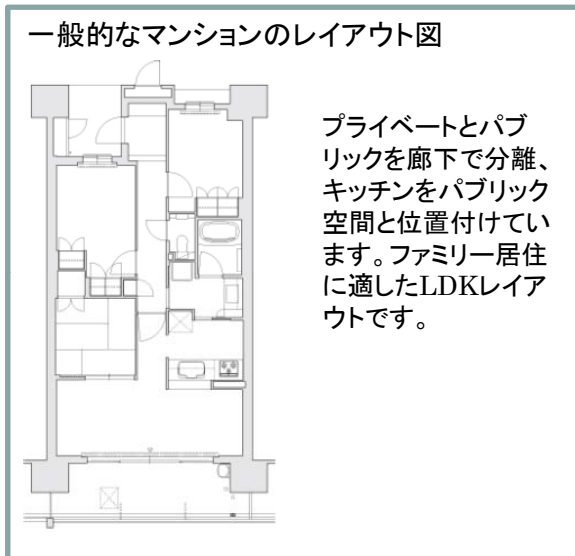 一般的なマンションのレイアウト図
プライベートとパブ
リックを廊下で分離、
キッチンをパブリック
空間と位置付けてい
ます。ファミリー居住
に適したLDKレイア
ウトです。